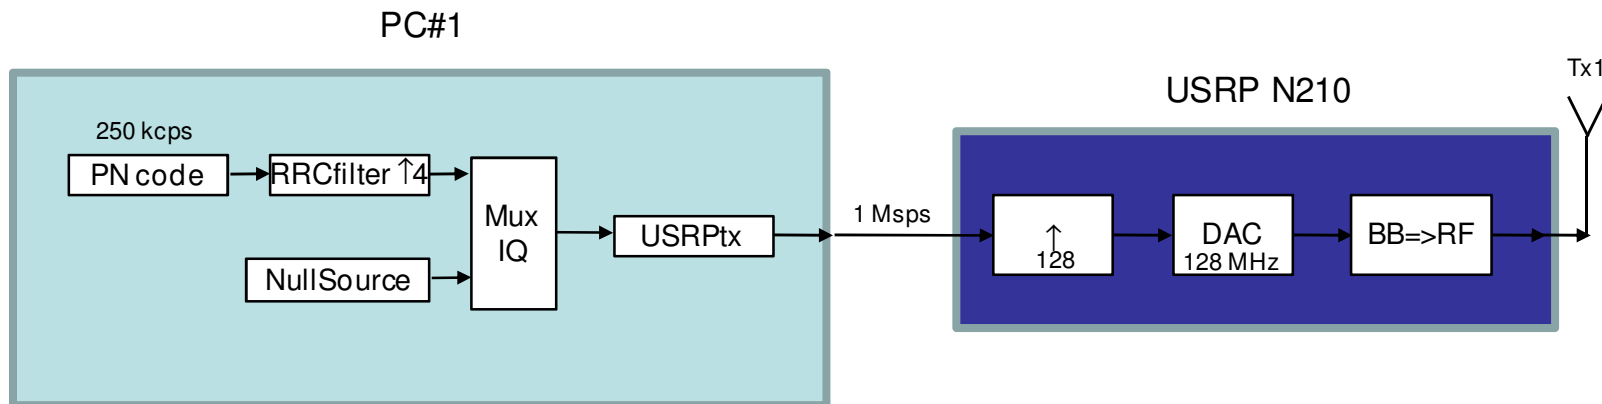 PC#1
USRP N210
Tx1
250 kcps
PN code
RRCfilter ↑4
Mux
IQ
NullSource
USRPtx
1 Msps
↑
128
DAC
128 MHz
BB=>RF